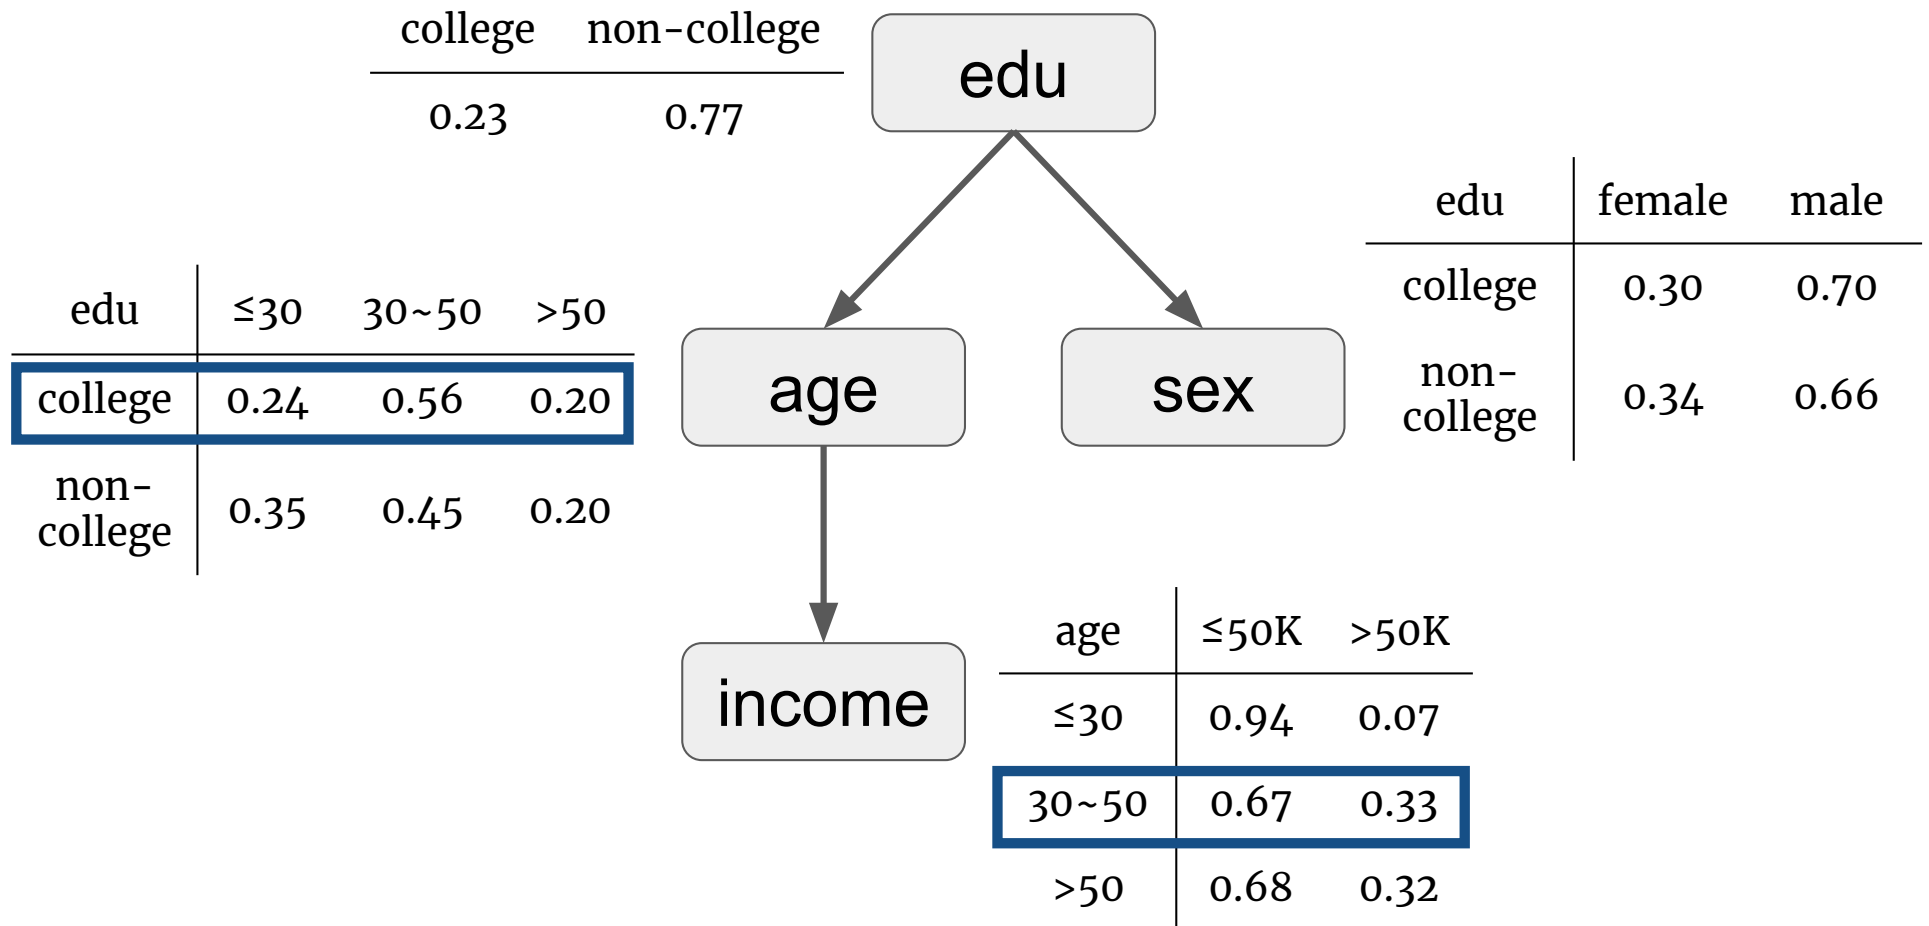 college non-college
0.23 0.77
edu
edu female male
college 0.30 0.70
non-
college 0.34 0.66
edu ≤30 30~50 >50
college 0.24 0.56 0.20
non-
college 0.35 0.45 0.20
age
sex
income
age ≤50K >50K
≤30 0.94 0.07
30~50 0.67 0.33
>50 0.68 0.32